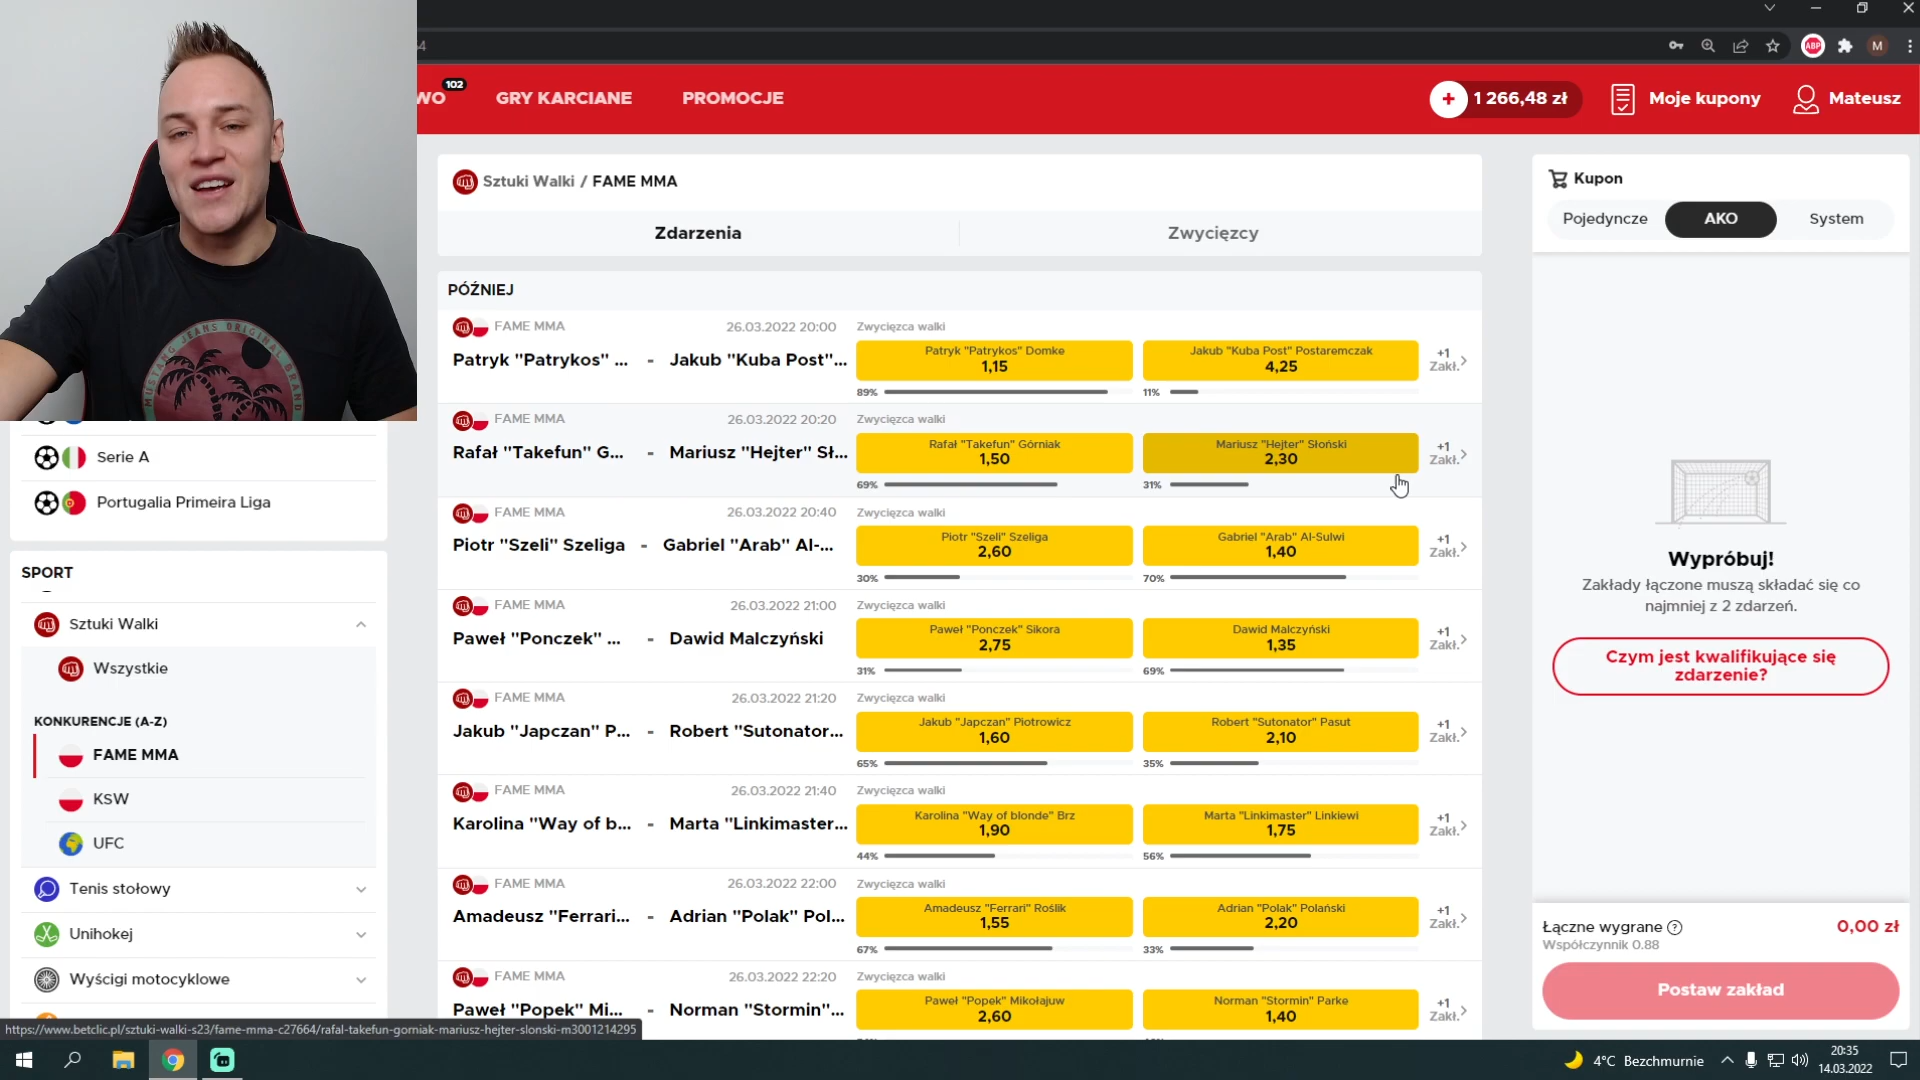 4
WO
102
GRY KARCIANE
PROMOCJE
+
1 266,48 zł
Moje kupony
Mateusz
ABP
M
Sztuki Walki / FAME MMA
Zdarzenia
Zwycięzcy
PÓŹNIEJ
FAME MMA
26.03.2022 20:00
Zwycięzca walki
Patryk "Patrykos" ...
-
Jakub "Kuba Post"...
Patryk "Patrykos" Domke
1,15
89%
Jakub "Kuba Post" Postaremczak
4,25
11%
+1
Zakł.
FAME MMA
26.03.2022 20:20
Zwycięzca walki
Rafał "Takefun" G...
-
Mariusz "Hejter" Sł...
Rafał "Takefun" Górniak
1,50
69%
Mariusz "Hejter" Słoński
2,30
31%
+1
Zakł.
FAME MMA
26.03.2022 20:40
Zwycięzca walki
Piotr "Szeli" Szeliga
-
Gabriel "Arab" Al-...
Piotr "Szeli" Szeliga
2,60
30%
Gabriel "Arab" Al-Sulwi
1,40
70%
+1
Zakł.
FAME MMA
26.03.2022 21:00
Zwycięzca walki
Paweł "Ponczek" ...
-
Dawid Malczyński
Paweł "Ponczek" Sikora
2,75
31%
Dawid Malczyński
1,35
69%
+1
Zakł.
FAME MMA
26.03.2022 21:20
Zwycięzca walki
Jakub "Japczan" P...
-
Robert "Sutonator...
Jakub "Japczan" Piotrowicz
1,60
65%
Robert "Sutonator" Pasut
2,10
35%
+1
Zakł.
FAME MMA
26.03.2022 21:40
Zwycięzca walki
Karolina "Way of b...
-
Marta "Linkimaster...
Karolina "Way of blonde" Brz
1,90
44%
Marta "Linkimaster" Linkiewi
1,75
56%
+1
Zakł.
FAME MMA
26.03.2022 22:00
Zwycięzca walki
Amadeusz "Ferrari...
-
Adrian "Polak" Pol...
Amadeusz "Ferrari" Roślik
1,55
67%
Adrian "Polak" Polański
2,20
33%
+1
Zakł.
FAME MMA
26.03.2022 22:20
Zwycięzca walki
Paweł "Popek" Mi...
-
Norman "Stormin"...
Paweł "Popek" Mikołajuw
2,60
Norman "Stormin" Parke
1,40
+1
Zakł.
Kupon
Pojedyncze
AKO
System
Wypróbuj!
Zakłady łączone muszą składać się co
najmniej z 2 zdarzeń.
Czym jest kwalifikujące się
zdarzenie?
Łączne wygrane ?
0,00 zł
Współczynnik 0.88
Postaw zakład
MUSTANG JEANS ORIGINAL BRAND
Serie A
Portugalia Primeira Liga
SPORT
Sztuki Walki
Wszystkie
KONKURENCJE (A-Z)
FAME MMA
KSW
UFC
Tenis stołowy
Unihokej
Wyścigi motocyklowe
https://www.betclic.pl/sztuki-walki-s23/fame-mma-c27664/rafal-takefun-gorniak-mariusz-hejter-slonski-m3001214295
4°C Bezchmurnie
20:35
14.03.2022